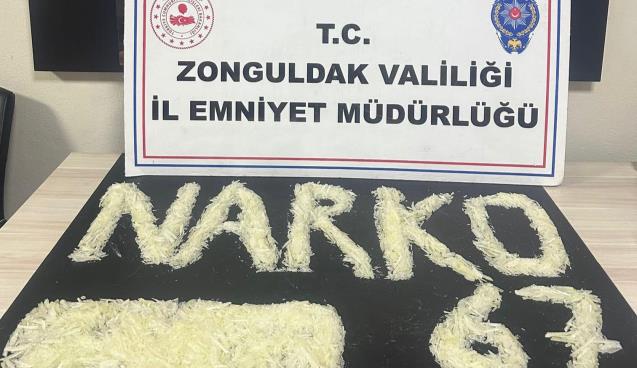 T.C.
ZONGULDAK VALİLİĞİ
İL EMNİYET MÜDÜRLÜĞÜ
NARKO
67